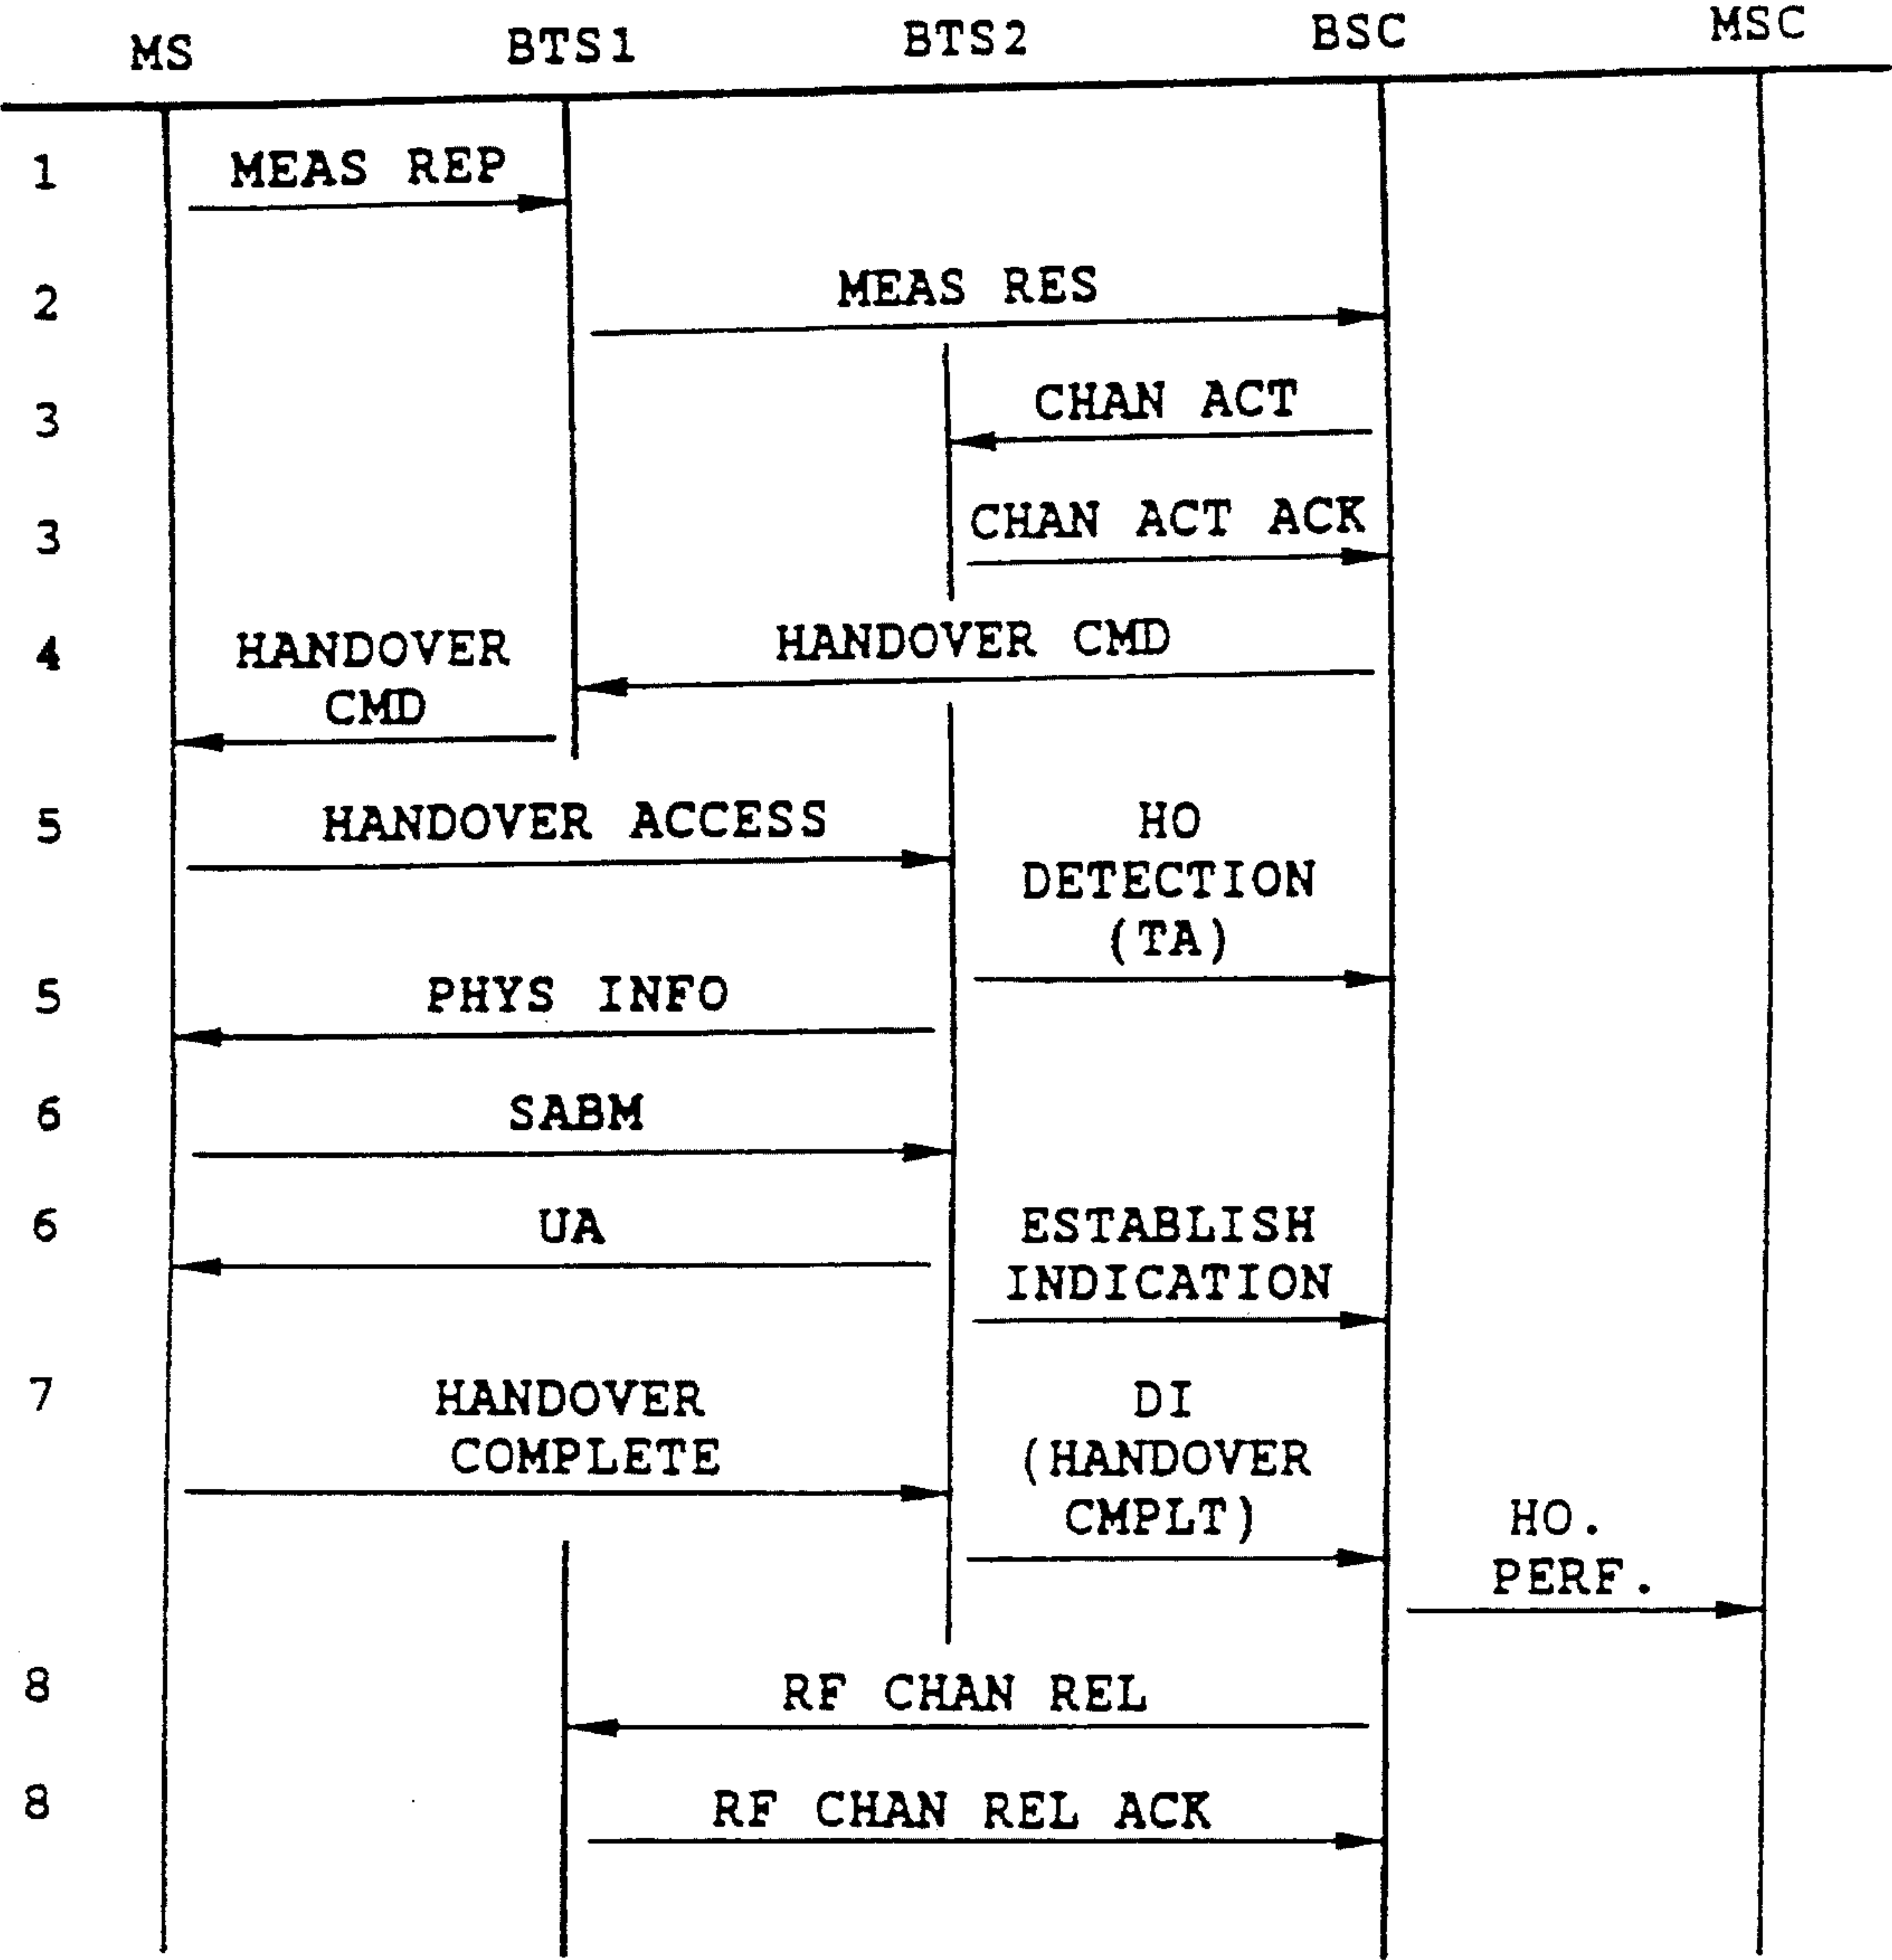 MS BTS1 BTS2 BSC MSC
1 MEAS REP
2 MEAS RES
3 CHAN ACT
3 CHAN ACT ACK
4 HANDOVER HANDOVER CMD
CMD
5 HANDOVER ACCESS HO
DETECTION
(TA)
5 PHYS INFO
6 SABM
6 UA ESTABLISH
INDICATION
7 HANDOVER DI
COMPLETE (HANDOVER
CMPLT) HO.
PERF.
8 RF CHAN REL
8 RF CHAN REL ACK